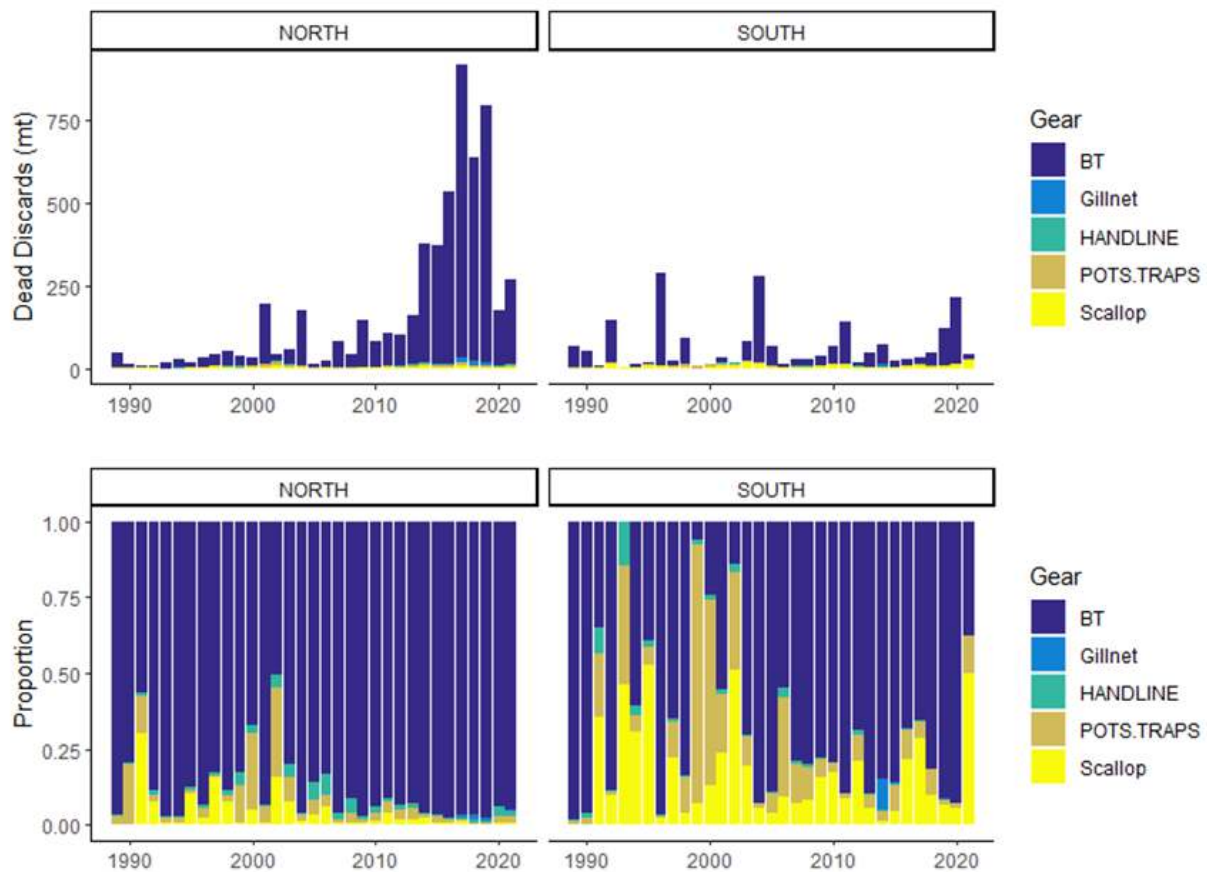 NORTH
SOUTH
Dead Discards (mt)
750
500
250
0
1990
2000
2010
2020
1990
2000
2010
2020
Gear
BT
Gillnet
HANDLINE
POTS.TRAPS
Scallop
NORTH
SOUTH
Proportion
1.00
0.75
0.50
0.25
0.00
1990
2000
2010
2020
1990
2000
2010
2020
Gear
BT
Gillnet
HANDLINE
POTS.TRAPS
Scallop